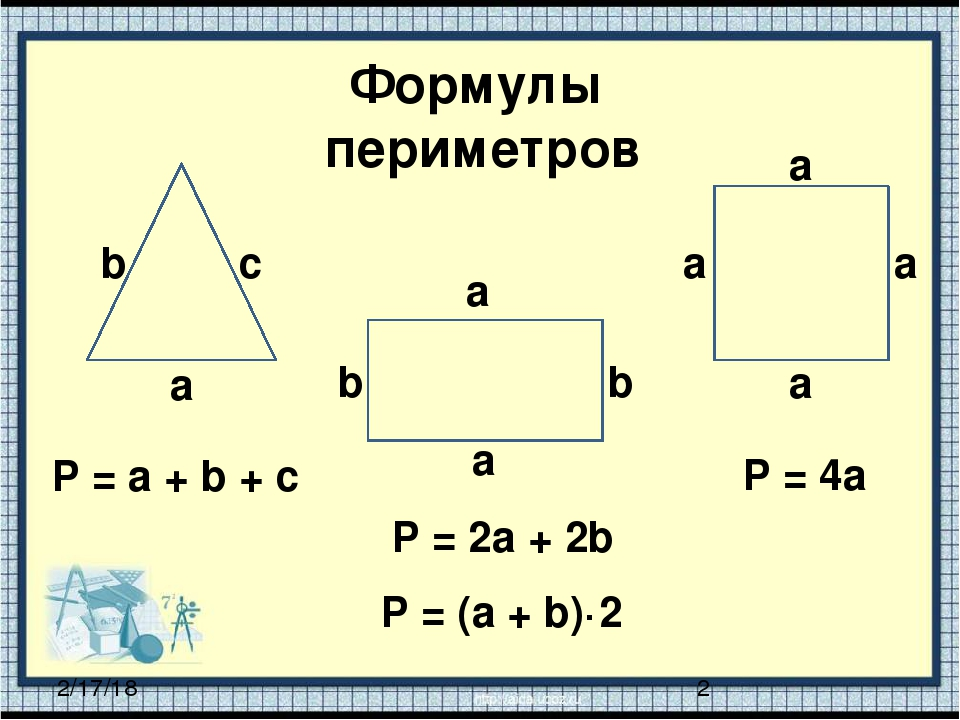 Формулы
периметров
b
c
a
P = a + b + c
a
b
b
a
P = 2a + 2b
P = (a + b)· 2
a
a
a
a
P = 4a
2/17/18
2